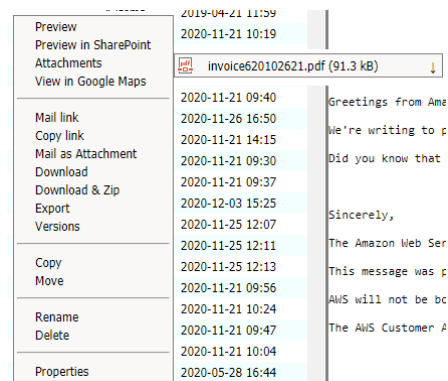 2019-04-21 11:59
Preview
2020-11-21 10:19
Preview in SharePoint
Attachments
invoice620102621.pdf (91.3 kB)
View in Google Maps
2020-11-21 09:40
Greetings from Ama
Mail link
2020-11-26 16:50
We're writing to p
Copy link
2020-11-21 14:15
Mail as Attachment
2020-11-21 09:30
Did you know that
Download
2020-11-21 09:37
Download & Zip
2020-12-03 15:25
Export
Sincerely,
Versions
2020-11-25 12:07
2020-11-25 12:11
The Amazon Web Ser
Copy
2020-11-25 12:13
This message was p
Move
2020-11-21 09:56
AWS will not be bo
2020-11-21 10:24
Rename
2020-11-21 09:47
The AWS Customer A
Delete
2020-11-21 10:04
Properties
2020-05-28 16:44